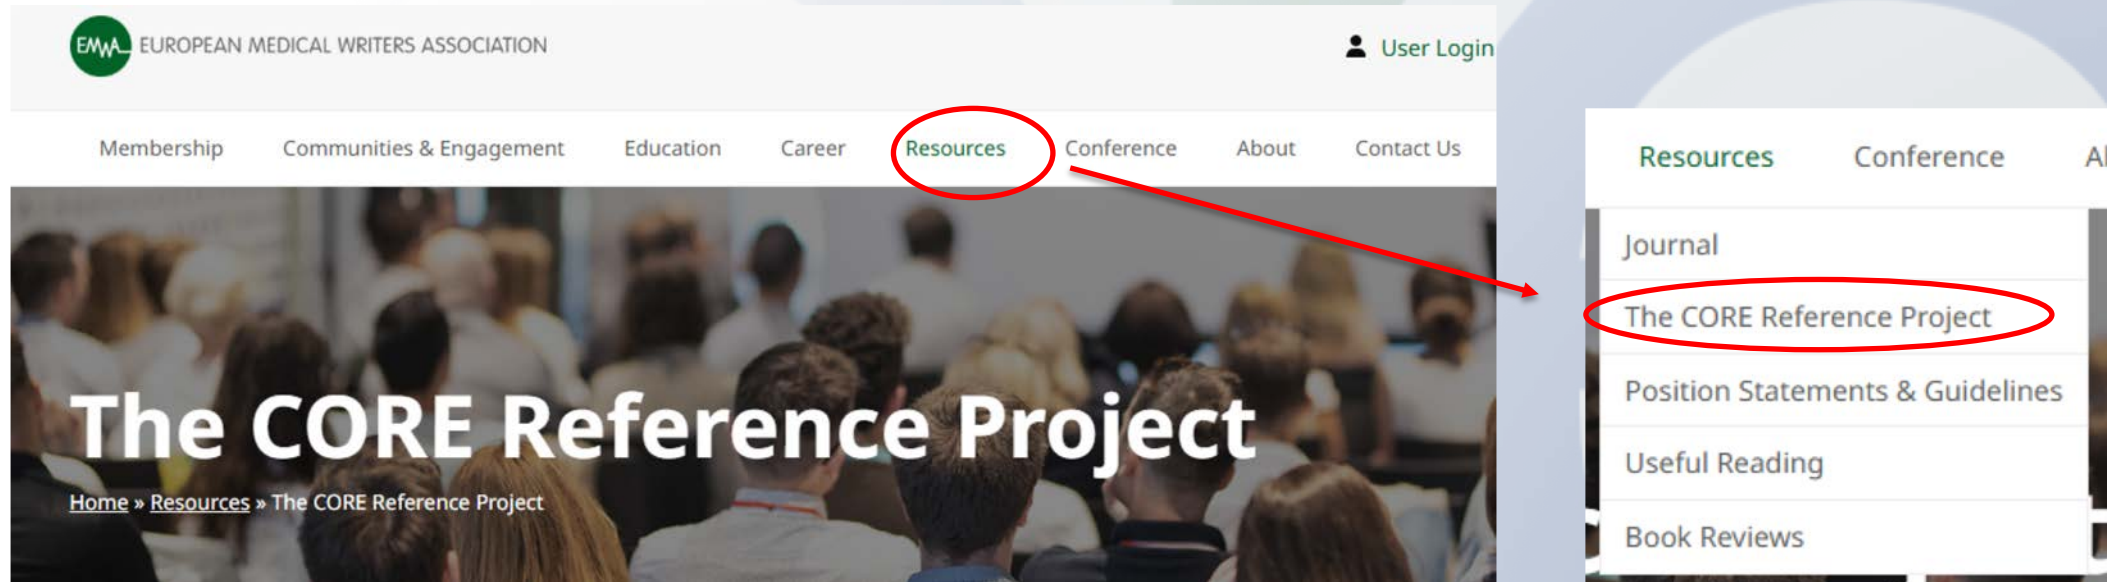 EMWA EUROPEAN MEDICAL WRITERS ASSOCIATION
User Login
Membership Communities & Engagement Education Career Resources Conference About Contact Us
The CORE Reference Project
Home » Resources » The CORE Reference Project
Resources Conference
Journal
The CORE Reference Project
Position Statements & Guidelines
Useful Reading
Book Reviews